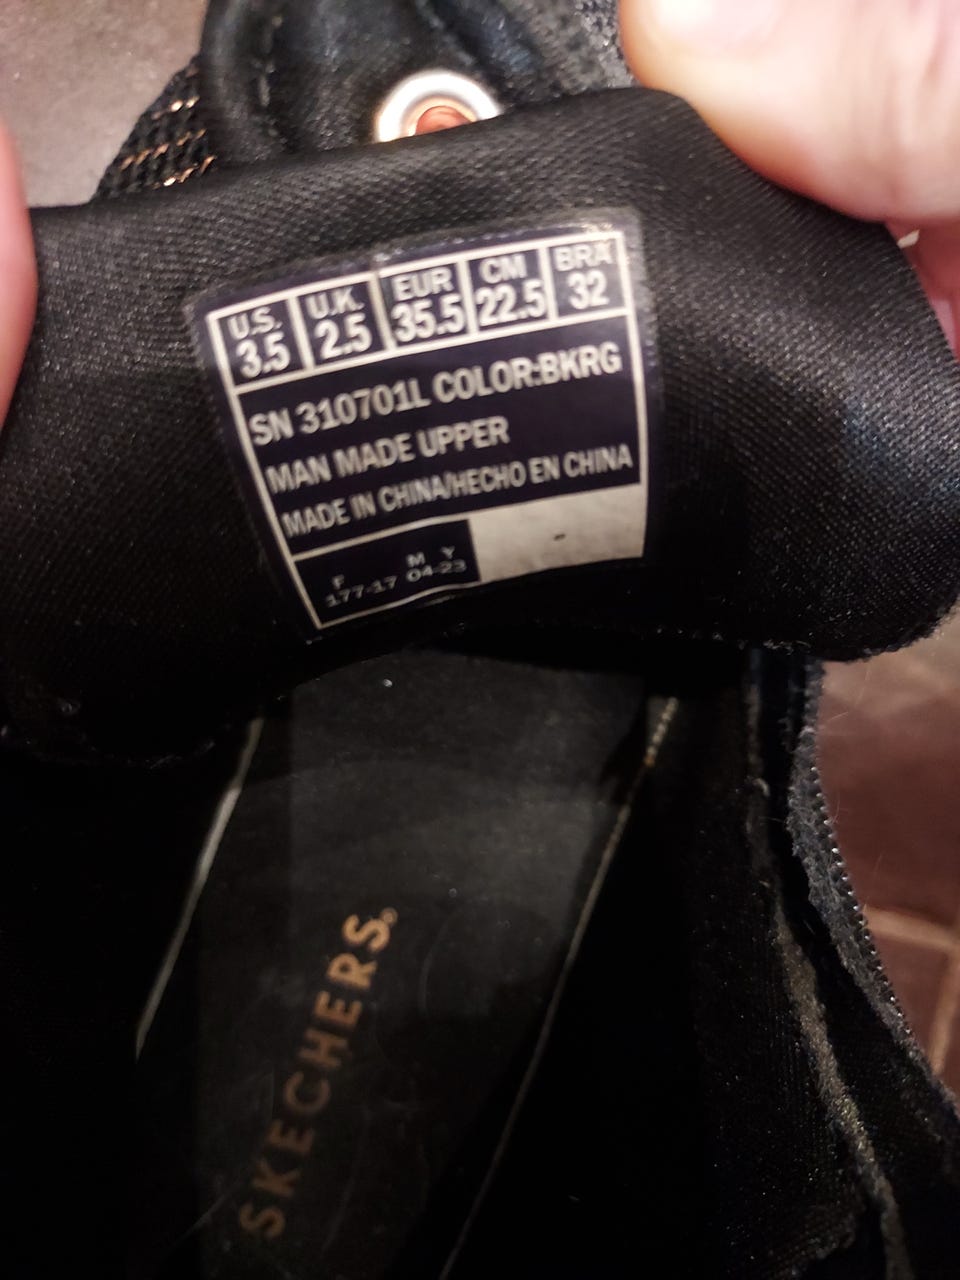 U.S. U.K. EUR CM BRA
3.5 2.5 35.5 22.5 32
SN 310701L COLOR:BKRG
MAN MADE UPPER
MADE IN CHINA/HECHO EN CHINA
F M Y
177-17 04-23
SKECHERS®